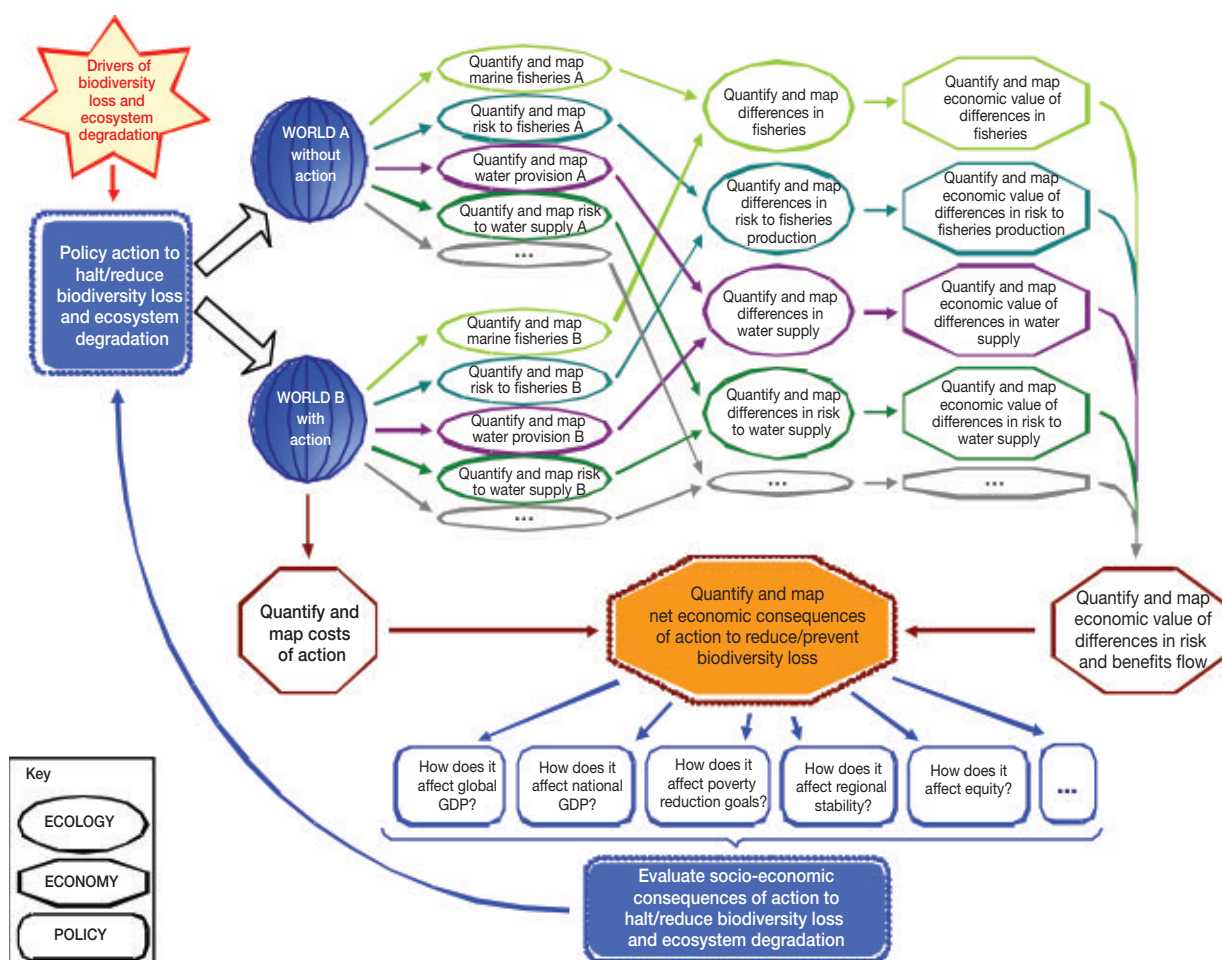 Drivers of
biodiversity
loss and
ecosystem
degradation
Policy action to
halt/reduce
biodiversity loss
and ecosystem
degradation
WORLD A
without
action
WORLD B
with
action
Quantify and map
marine fisheries A
Quantify and map
risk to fisheries A
Quantify and map
water provision A
Quantify and map risk
to water supply A
...
Quantify and map
marine fisheries B
Quantify and map
risk to fisheries B
Quantify and map
water provision B
Quantify and map risk
to water supply B
...
Quantify and map
differences in
fisheries
Quantify and map
differences in
risk to fisheries
production
Quantify and map
differences in
water supply
Quantify and map
differences in risk
to water supply
...
Quantify and map
economic value of
differences in
fisheries
Quantify and map
economic value of
differences in risk to
fisheries production
Quantify and map
economic value of
differences in water
supply
Quantify and map
economic value of
differences in risk
to water supply
...
Quantify and
map costs
of action
Quantify and map
net economic consequences
of action to reduce/prevent
biodiversity loss
Quantify and map
economic value of
differences in risk
and benefits flow
How does it
affect global
GDP?
How does it
affect national
GDP?
How does it
affect poverty
reduction goals?
How does it
affect regional
stability?
How does it
affect equity?
...
Evaluate socio-economic
consequences of action to
halt/reduce biodiversity loss
and ecosystem degradation
Key
ECOLOGY
ECONOMY
POLICY